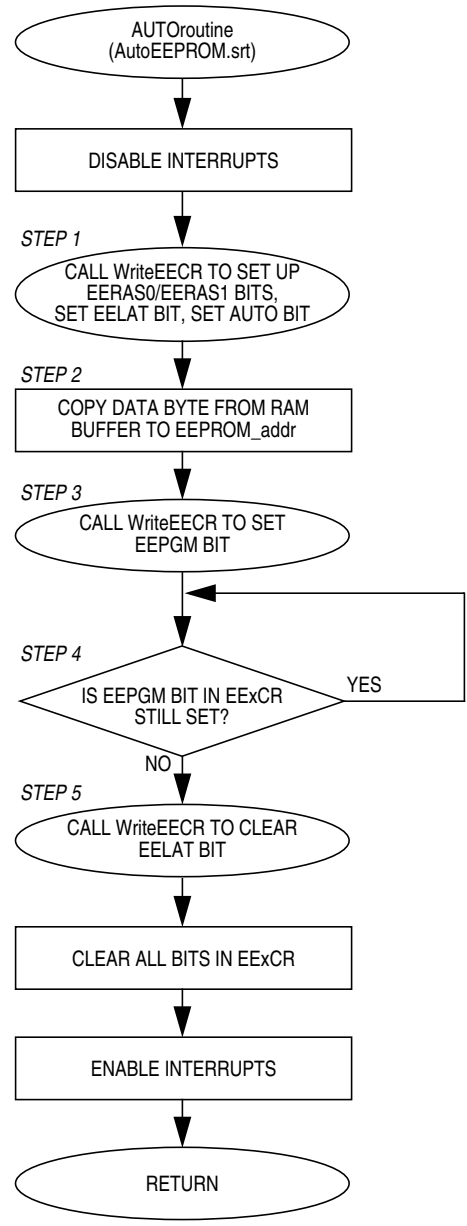 AUTOroutine
(AutoEEPROM.srt)
DISABLE INTERRUPTS
STEP 1
CALL WriteEECR TO SET UP
EERAS0/EERAS1 BITS,
SET EELAT BIT, SET AUTO BIT
STEP 2
COPY DATA BYTE FROM RAM
BUFFER TO EEPROM_addr
STEP 3
CALL WriteEECR TO SET
EEPGM BIT
STEP 4
IS EEPGM BIT IN EExCR
STILL SET?
YES
NO
STEP 5
CALL WriteEECR TO CLEAR
EELAT BIT
CLEAR ALL BITS IN EExCR
ENABLE INTERRUPTS
RETURN